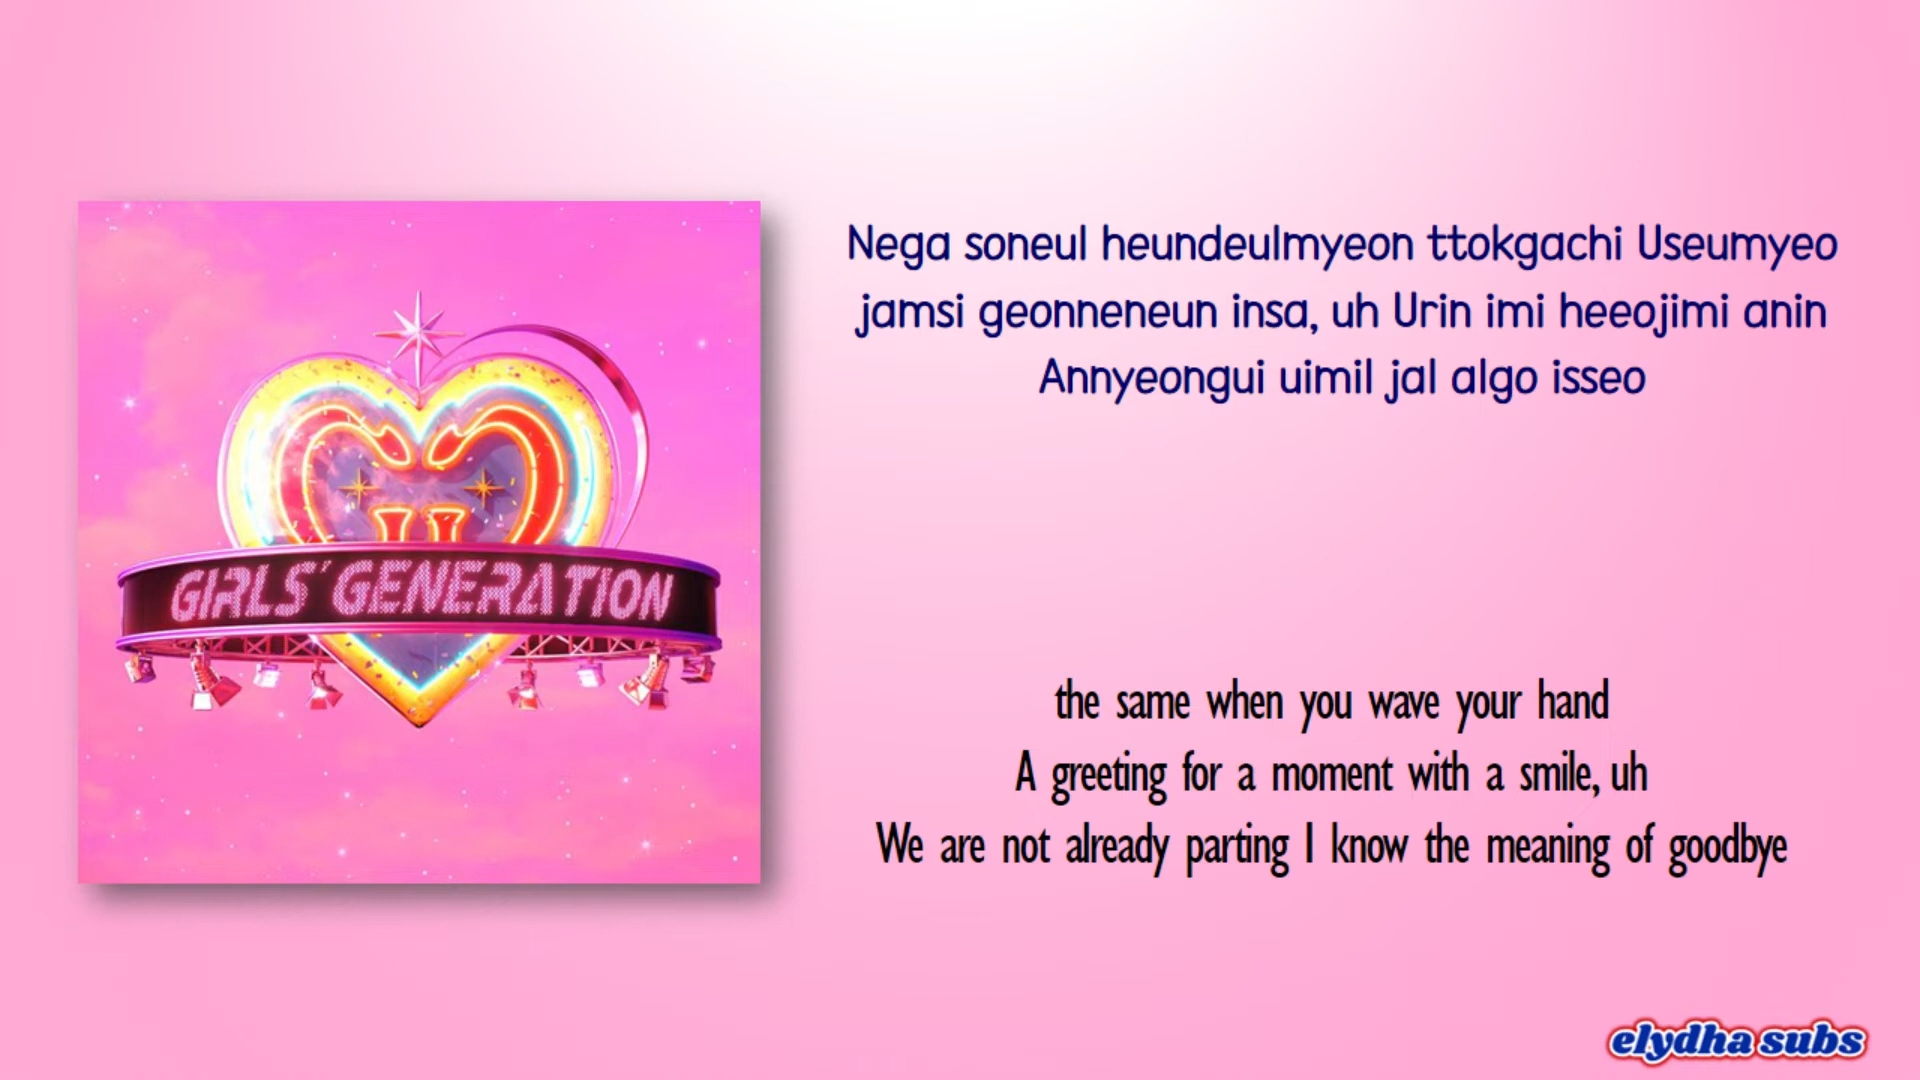 GIRLS' GENERATION
Nega soneul heundeulmyeon ttokgachi Useumyeo
jamsi geonneneun insa, uh Urin imi heeojimi anin
Annyeongui uimil jal algo isseo
the same when you wave your hand
A greeting for a moment with a smile, uh
We are not already parting I know the meaning of goodbye
elydha subs